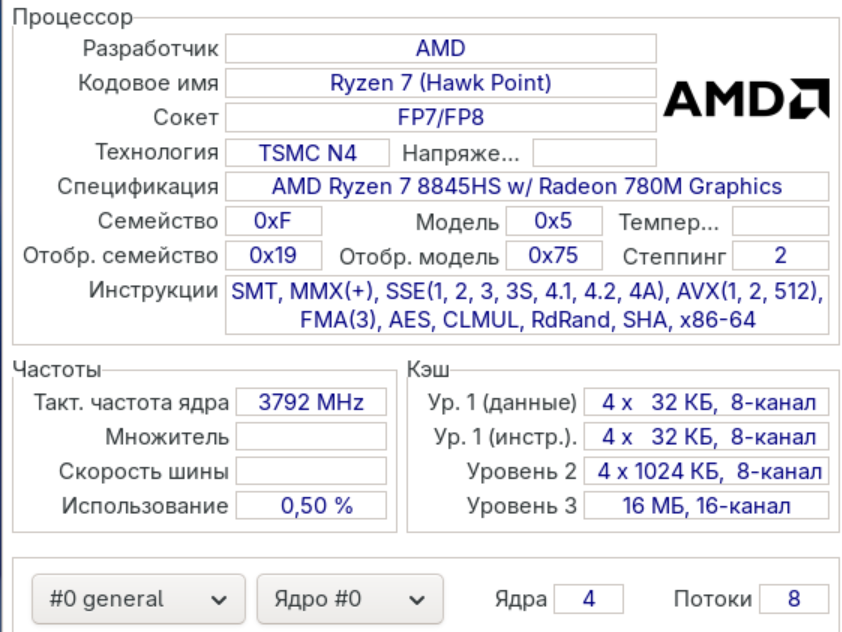 Процессор
Разработчик AMD
Кодовое имя Ryzen 7 (Hawk Point)
Сокет FP7/FP8
AMD
Технология TSMC N4 Напряже...
Спецификация AMD Ryzen 7 8845HS w/ Radeon 780M Graphics
Семейство 0xF Модель 0x5 Темпер...
Отобр. семейство 0x19 Отобр. модель 0x75 Степпинг 2
Инструкции SMT, MMX(+), SSE(1, 2, 3, 3S, 4.1, 4.2, 4A), AVX(1, 2, 512),
FMA(3), AES, CLMUL, RdRand, SHA, x86-64
Частоты
Такт. частота ядра 3792 MHz
Множитель
Скорость шины
Использование 0,50 %
Кэш
Ур. 1 (данные) 4 x 32 КБ, 8-канал
Ур. 1 (инстр.). 4 x 32 КБ, 8-канал
Уровень 2 4 x 1024 КБ, 8-канал
Уровень 3 16 МБ, 16-канал
#0 general Ядро #0 Ядра 4 Потоки 8